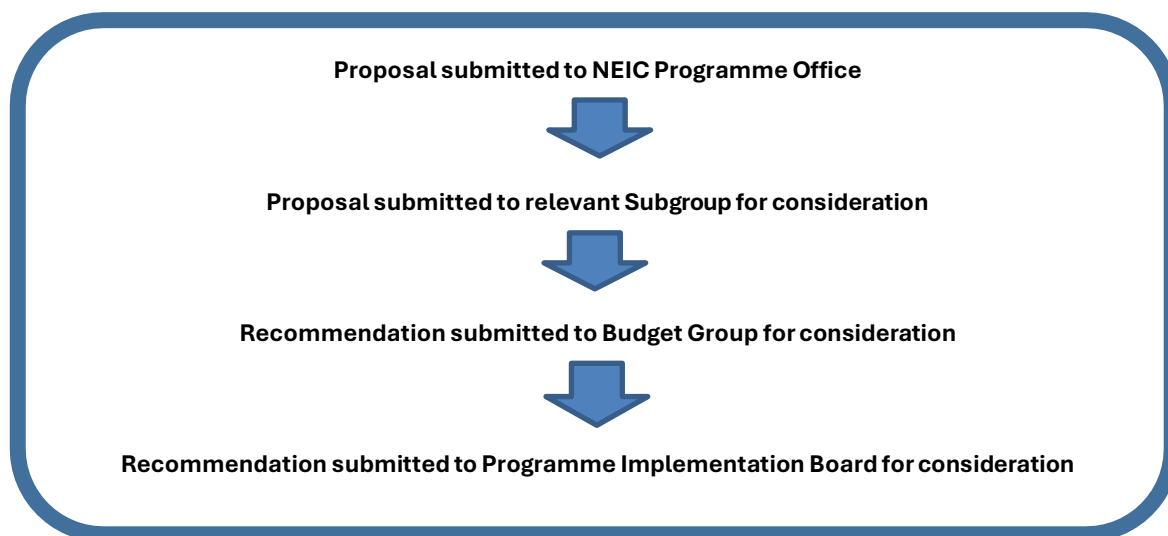 Proposal submitted to NEIC Programme Office
Proposal submitted to relevant Subgroup for consideration
Recommendation submitted to Budget Group for consideration
Recommendation submitted to Programme Implementation Board for consideration